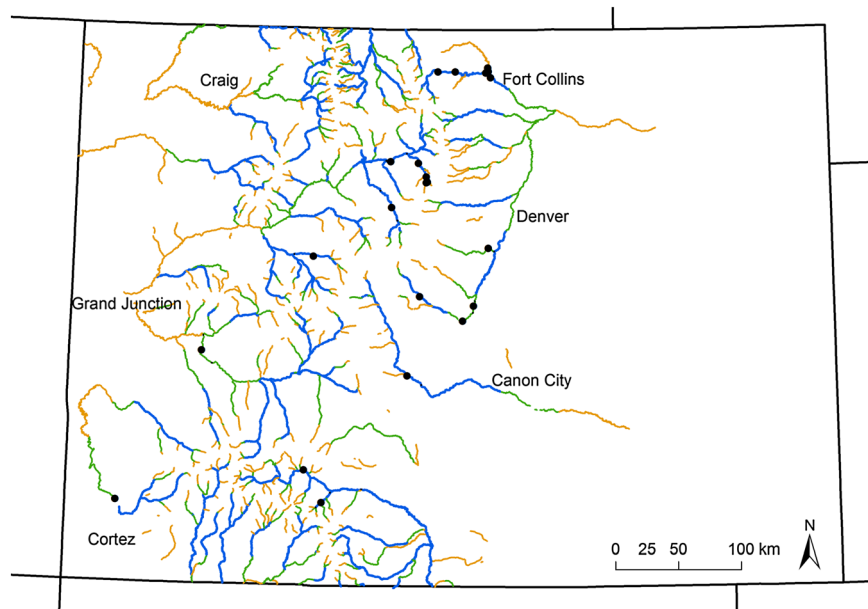 Craig
Fort Collins
Denver
Grand Junction
Canon City
Cortez
N
0 25 50 100 km